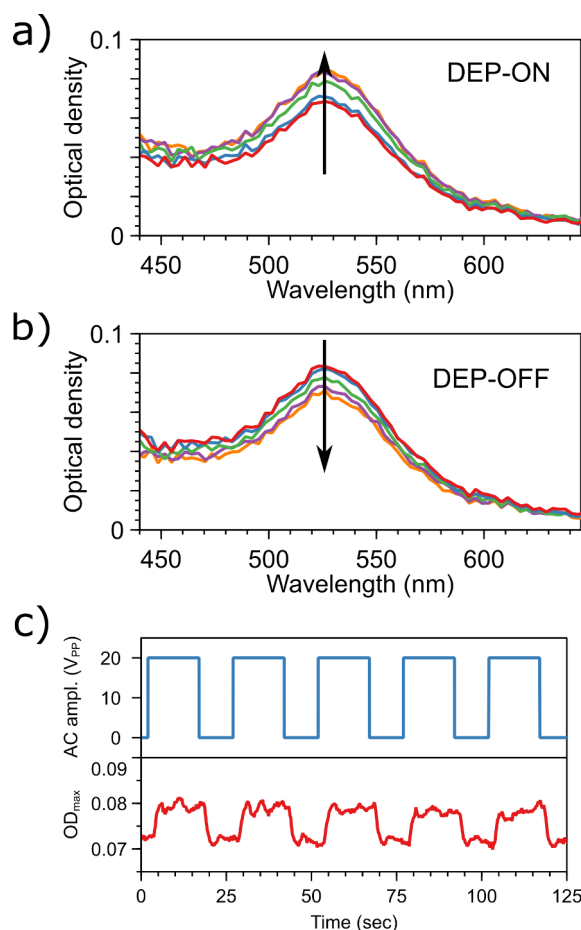 a)
0.1
DEP-ON
Optical density
0
450 500 550 600
Wavelength (nm)
b)
0.1
DEP-OFF
Optical density
0
450 500 550 600
Wavelength (nm)
c)
AC ampl. (VPP)
20
10
0
0.09
ODmax
0.08
0.07
0 25 50 75 100 125
Time (sec)